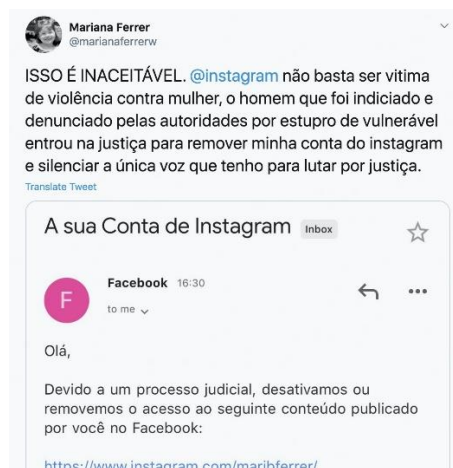 Mariana Ferrer
@marianaferrerw
ISSO É INACEITÁVEL. @instagram não basta ser vitima
de violência contra mulher, o homem que foi indiciado e
denunciado pelas autoridades por estupro de vulnerável
entrou na justiça para remover minha conta do instagram
e silenciar a única voz que tenho para lutar por justiça.
Translate Tweet
A sua Conta de Instagram Inbox
F
Facebook 16:30
to me
Olá,
Devido a um processo judicial, desativamos ou
removemos o acesso ao seguinte conteúdo publicado
por você no Facebook:
https://www.instagram.com/maribferrer/